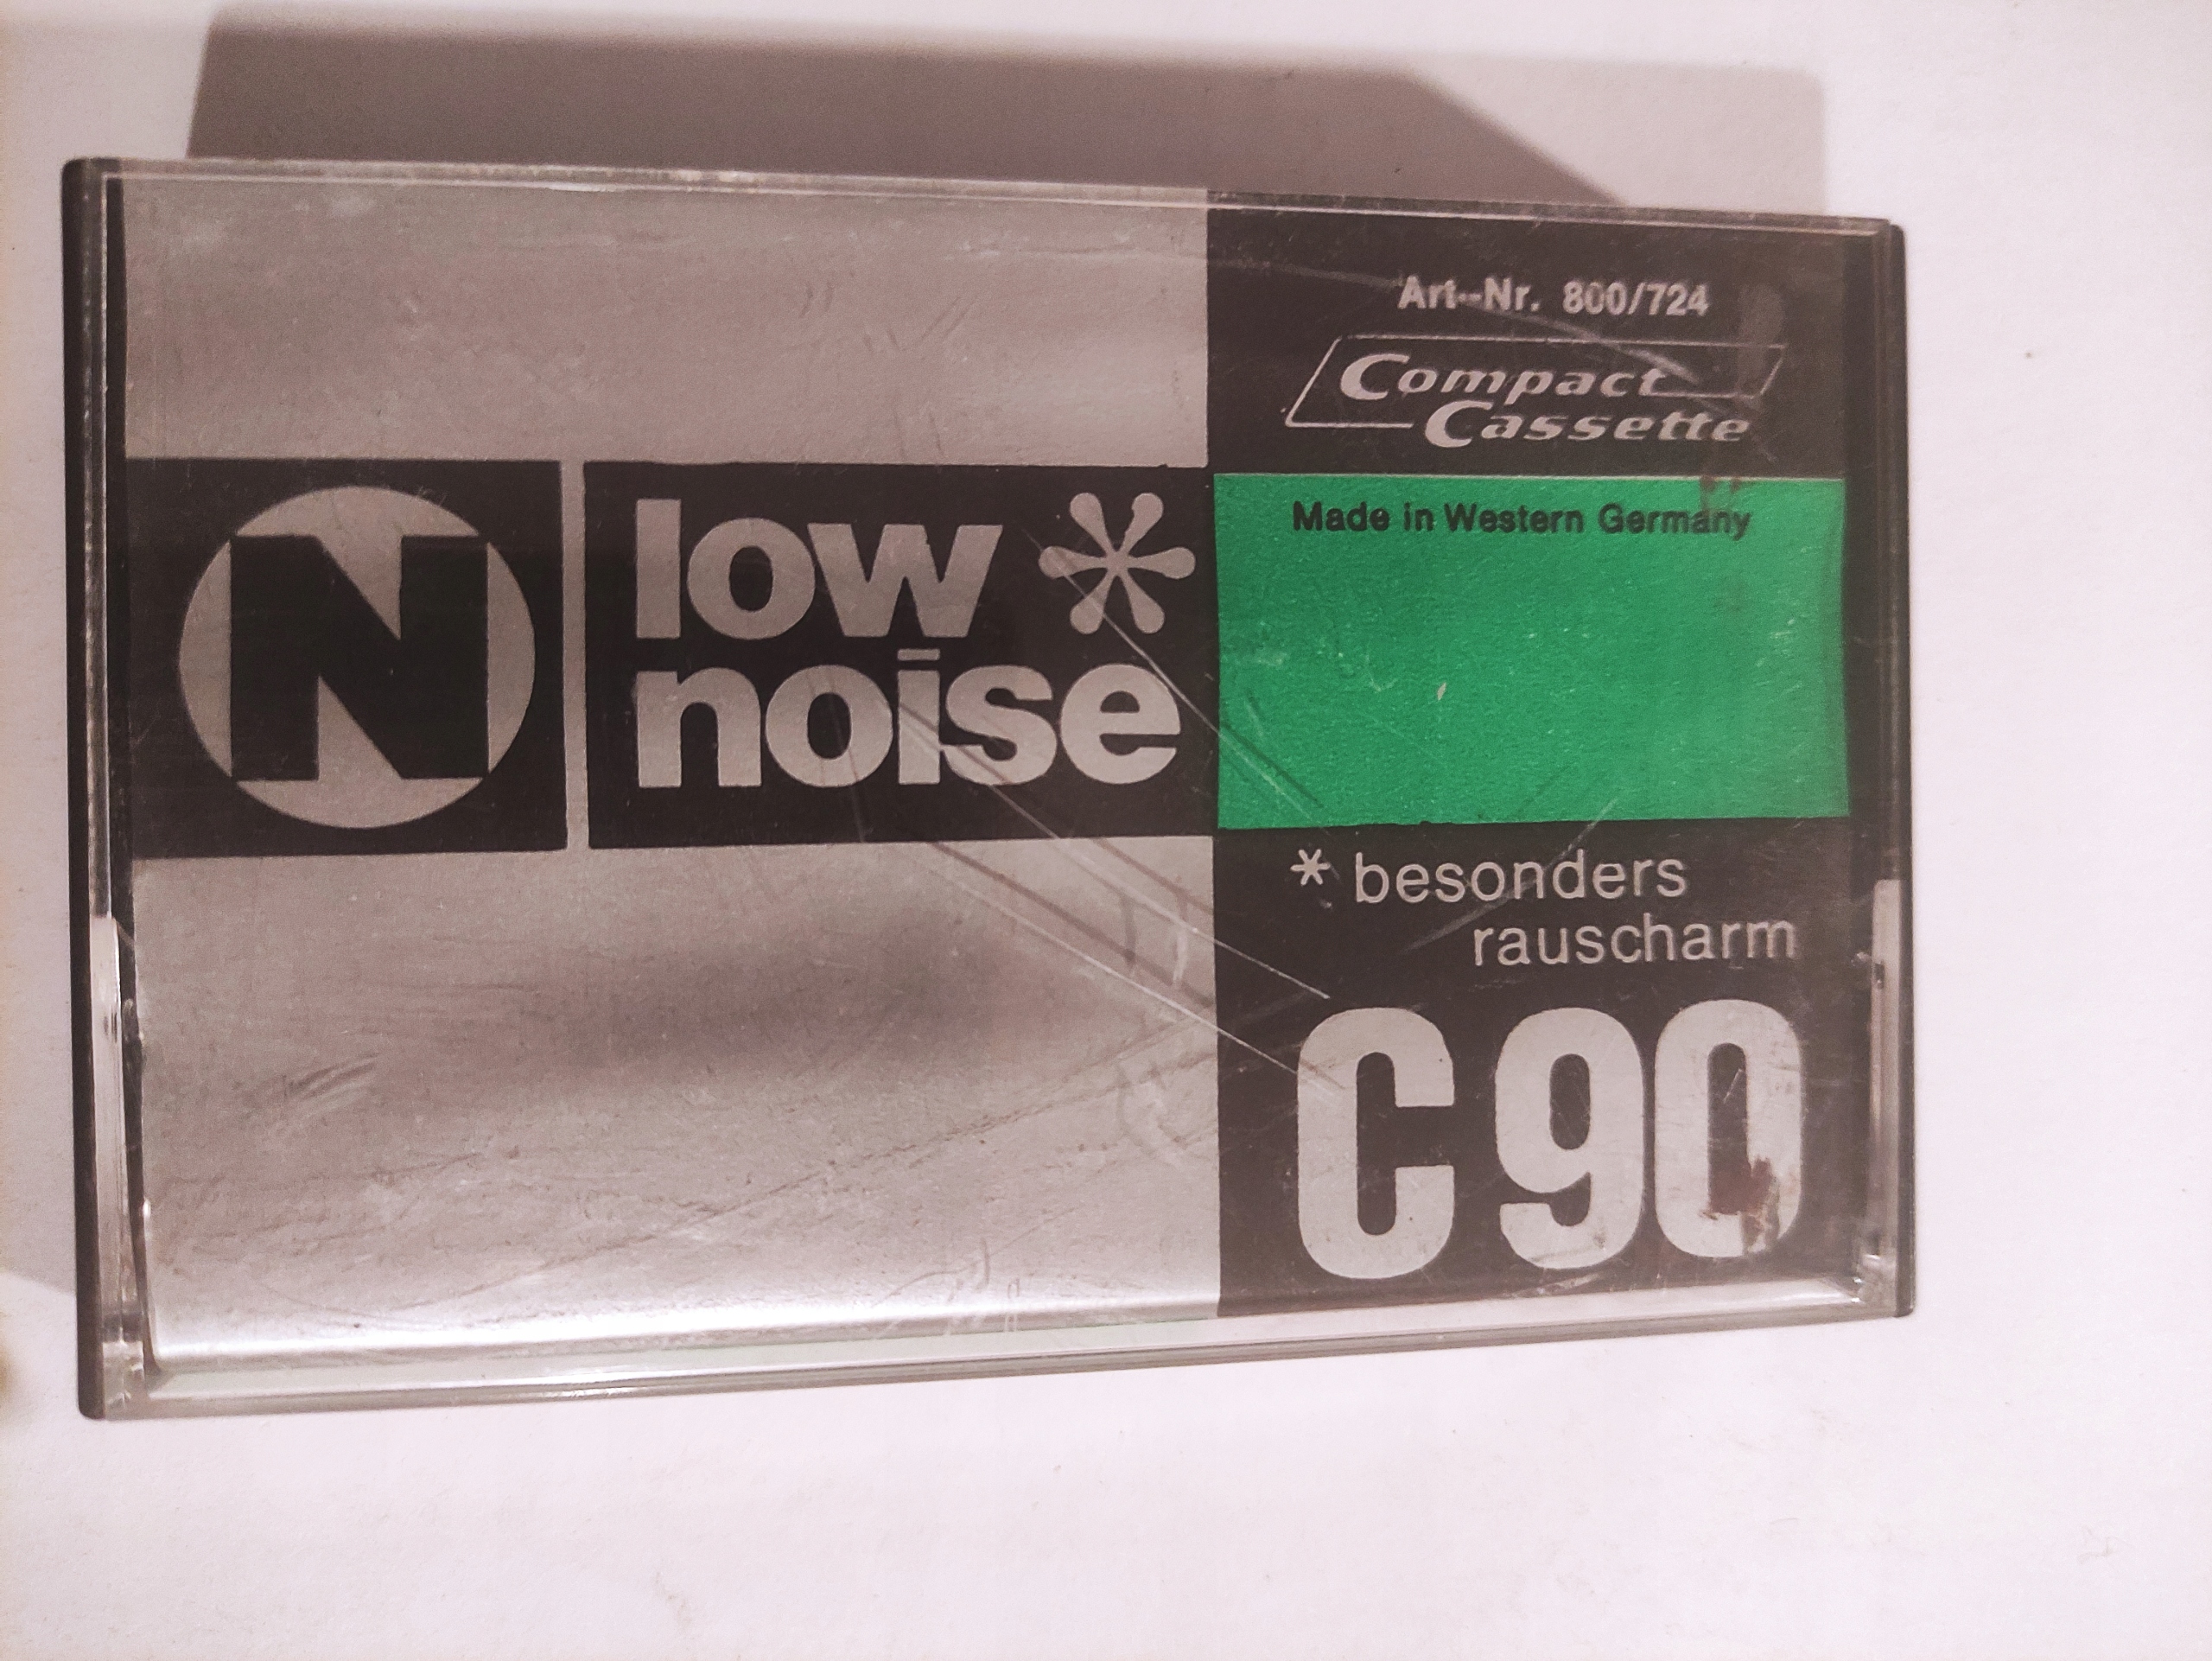 N
low *
noise
Art-Nr. 800/724
Compact
Cassette
Made in Western Germany
* besonders
rauscharm
C90